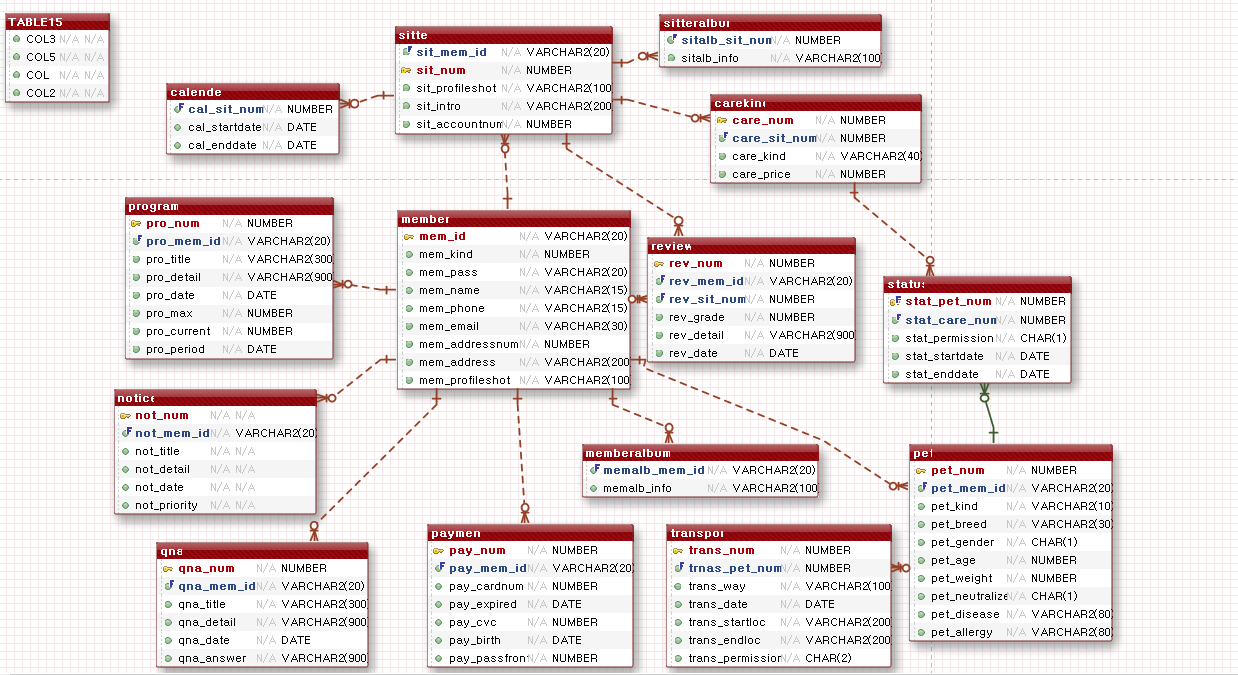 TABLE15
COL3 N/A N/A
COL5 N/A N/A
COL N/A N/A
COL2 N/A N/A
sitte
sit_mem_id N/A VARCHAR2(20)
sit_num N/A NUMBER
sit_profileshot N/A VARCHAR2(100
sit_intro N/A VARCHAR2(200
sit_accountnum N/A NUMBER
sitteralbur
sitalb_sit_num N/A NUMBER
sitalb_info N/A VARCHAR2(100
calende
cal_sit_num N/A NUMBER
cal_startdate N/A DATE
cal_enddate N/A DATE
carekind
care_num N/A NUMBER
care_sit_num N/A NUMBER
care_kind N/A VARCHAR2(40)
care_price N/A NUMBER
program
pro_num N/A NUMBER
pro_mem_id N/A VARCHAR2(20)
pro_title N/A VARCHAR2(300
pro_detail N/A VARCHAR2(900
pro_date N/A DATE
pro_max N/A NUMBER
pro_current N/A NUMBER
pro_period N/A DATE
member
mem_id N/A VARCHAR2(20)
mem_kind N/A NUMBER
mem_pass N/A VARCHAR2(20)
mem_name N/A VARCHAR2(15)
mem_phone N/A VARCHAR2(15)
mem_email N/A VARCHAR2(30)
mem_addressnum N/A NUMBER
mem_address N/A VARCHAR2(200
mem_profileshot N/A VARCHAR2(100
review
rev_num N/A NUMBER
rev_mem_id N/A VARCHAR2(20)
rev_sit_num N/A NUMBER
rev_grade N/A NUMBER
rev_detail N/A VARCHAR2(900
rev_date N/A DATE
status
stat_pet_num N/A NUMBER
stat_care_num N/A NUMBER
stat_permission N/A CHAR(1)
stat_startdate N/A DATE
stat_enddate N/A DATE
notice
not_num N/A N/A
not_mem_id N/A VARCHAR2(20)
not_title N/A N/A
not_detail N/A N/A
not_date N/A N/A
not_priority N/A N/A
memberalbum
memalb_mem_id N/A VARCHAR2(20)
memalb_info N/A VARCHAR2(100
pet
pet_num N/A NUMBER
pet_mem_id N/A VARCHAR2(20
pet_kind N/A VARCHAR2(10
pet_breed N/A VARCHAR2(30
pet_gender N/A CHAR(1)
pet_age N/A NUMBER
pet_weight N/A NUMBER
pet_neutralize N/A CHAR(1)
pet_disease N/A VARCHAR2(80
pet_allergy N/A VARCHAR2(80
qna
qna_num N/A NUMBER
qna_mem_id N/A VARCHAR2(20)
qna_title N/A VARCHAR2(300
qna_detail N/A VARCHAR2(900
qna_date N/A DATE
qna_answer N/A VARCHAR2(900
paymen
pay_num N/A NUMBER
pay_mem_id N/A VARCHAR2(20
pay_cardnum N/A NUMBER
pay_expired N/A DATE
pay_cvc N/A NUMBER
pay_birth N/A DATE
pay_passfront N/A NUMBER
transpor
trans_num N/A NUMBER
trnas_pet_num N/A NUMBER
trans_way N/A VARCHAR2(100
trans_date N/A DATE
trans_startloc N/A VARCHAR2(200
trans_endloc N/A VARCHAR2(200
trans_permission N/A CHAR(2)